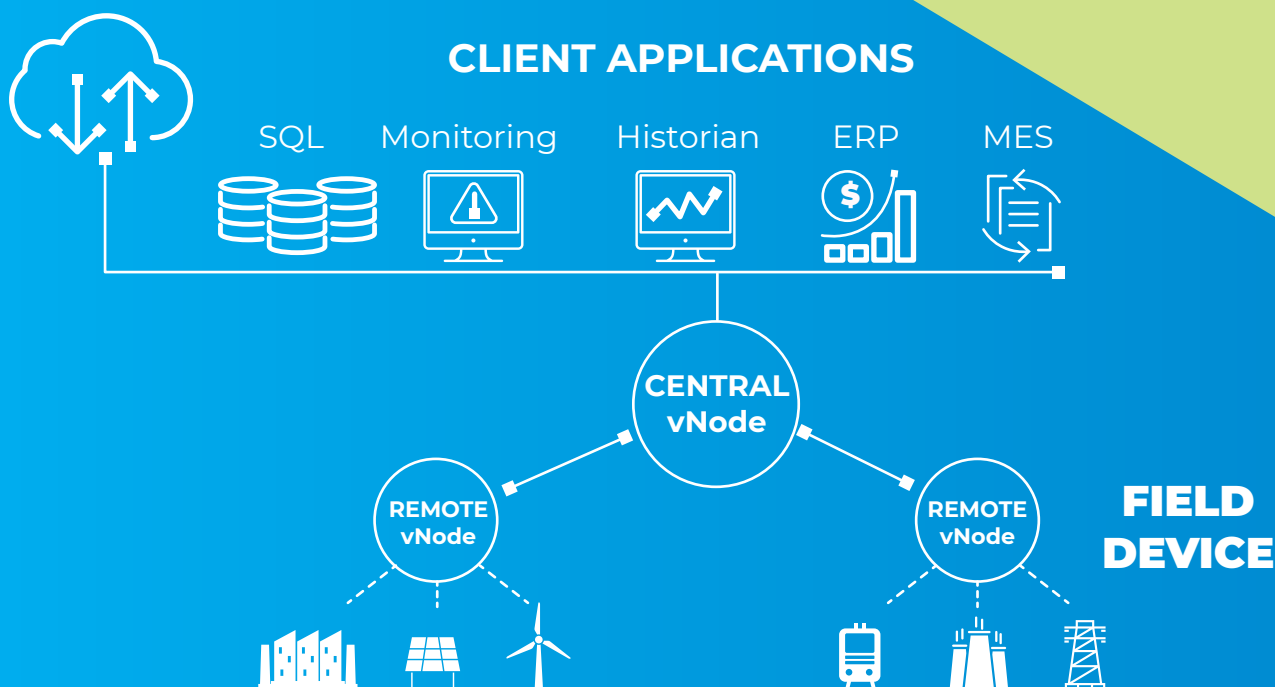 CLIENT APPLICATIONS
SQL Monitoring Historian ERP MES
$
CENTRAL
vNode
REMOTE
vNode
REMOTE
vNode
FIELD
DEVICE